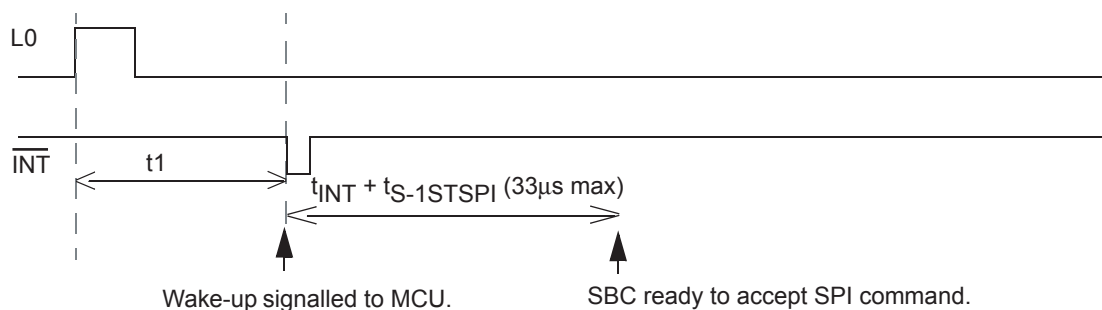 L0
INT
t1
tINT + tS-1STSPI (33µs max)
Wake-up signalled to MCU.
SBC ready to accept SPI command.